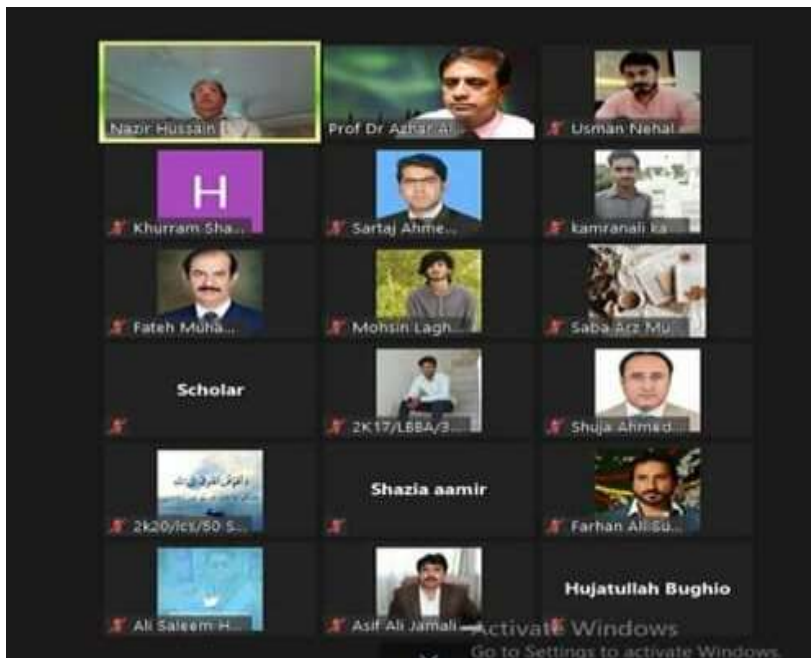 Nazir Hussain
Prof Dr Azhar Al...
Usman Nehal
H
Khurram Sha...
Sartaj Ahme...
kamranali ka
Fateh Muha...
Mohsin Lagh...
Saba Arz Mu
Scholar
2K17/LBBA/3...
Shuja Ahmed
2k20/lcs/50 S...
Shazia aamir
Farhan Ali Su...
Ali Saleem H...
Asif Ali Jamali
Hujatullah Bughio
Activate Windows
Go to Settings to activate Windows.